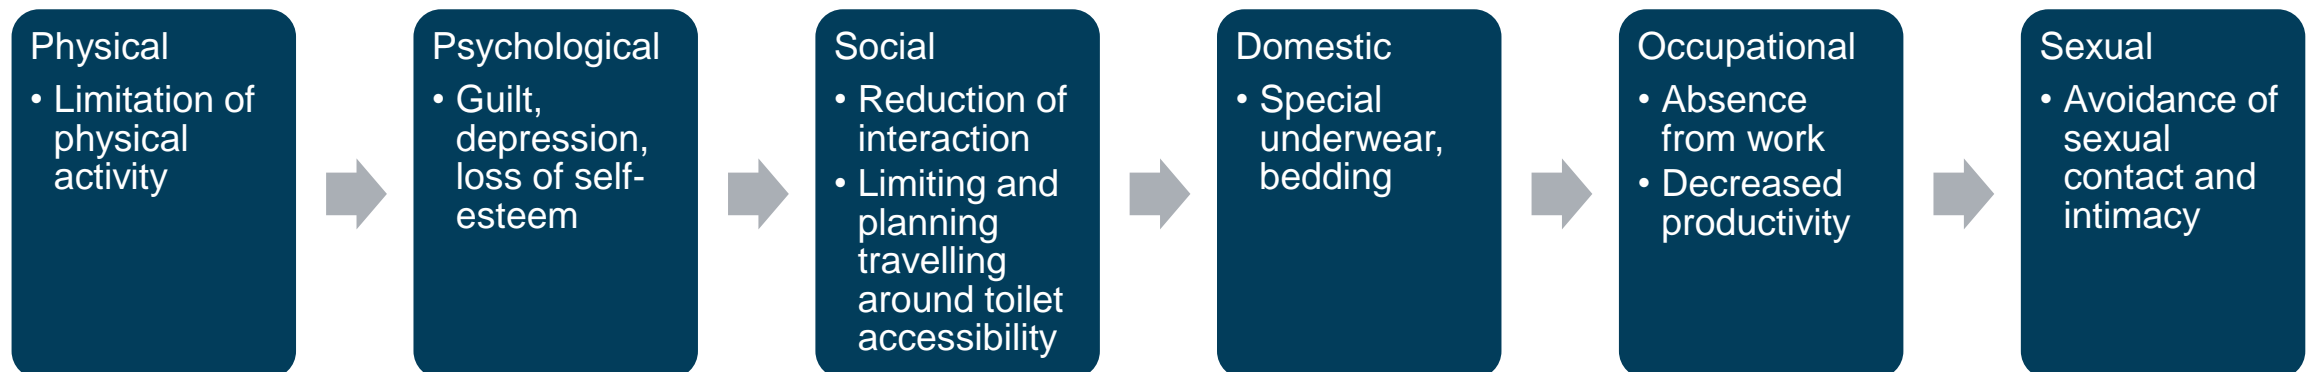 Physical
• Limitation of
physical
activity
Psychological
• Guilt,
depression,
loss of self-
esteem
Social
• Reduction of
interaction
• Limiting and
planning
travelling
around toilet
accessibility
Domestic
• Special
underwear,
bedding
Occupational
• Absence
from work
• Decreased
productivity
Sexual
• Avoidance of
sexual
contact and
intimacy